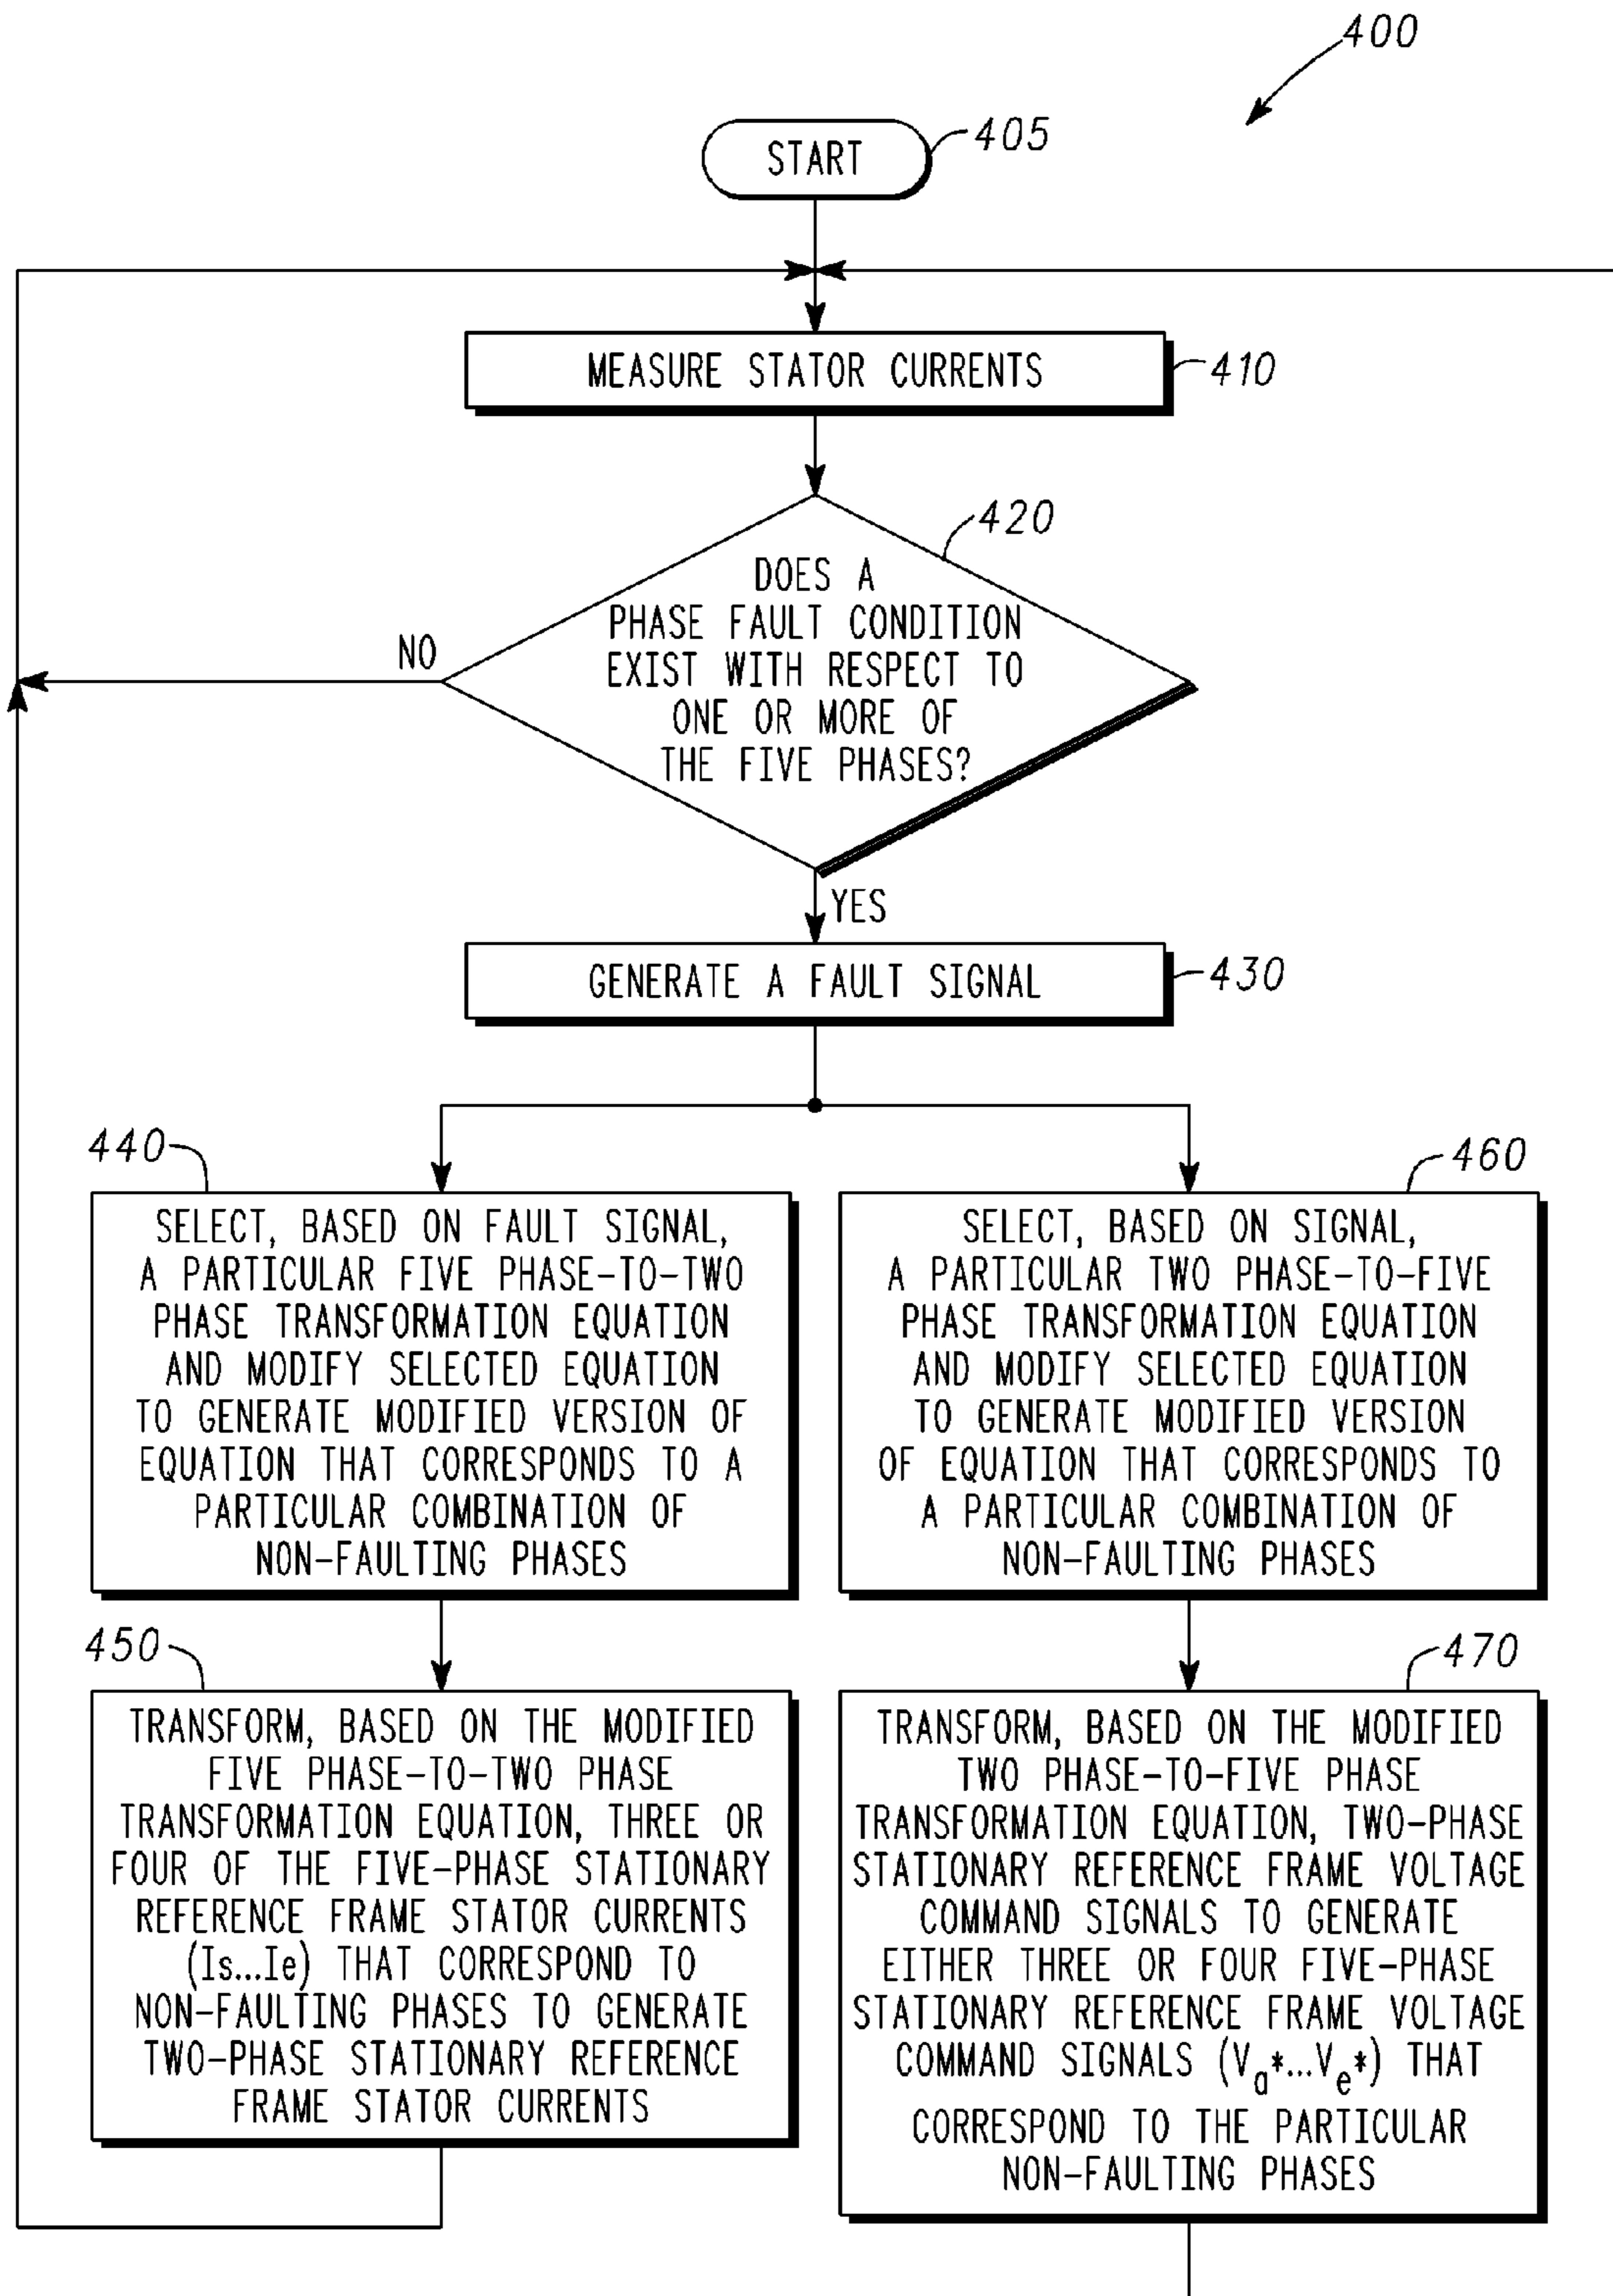 400
START
405
MEASURE STATOR CURRENTS
410
420
DOES A
PHASE FAULT CONDITION
EXIST WITH RESPECT TO
ONE OR MORE OF
THE FIVE PHASES?
NO
YES
GENERATE A FAULT SIGNAL
430
440
SELECT, BASED ON FAULT SIGNAL,
A PARTICULAR FIVE PHASE-TO-TWO
PHASE TRANSFORMATION EQUATION
AND MODIFY SELECTED EQUATION
TO GENERATE MODIFIED VERSION OF
EQUATION THAT CORRESPONDS TO A
PARTICULAR COMBINATION OF
NON-FAULTING PHASES
460
SELECT, BASED ON SIGNAL,
A PARTICULAR TWO PHASE-TO-FIVE
PHASE TRANSFORMATION EQUATION
AND MODIFY SELECTED EQUATION
TO GENERATE MODIFIED VERSION
OF EQUATION THAT CORRESPONDS TO
A PARTICULAR COMBINATION OF
NON-FAULTING PHASES
450
TRANSFORM, BASED ON THE MODIFIED
FIVE PHASE-TO-TWO PHASE
TRANSFORMATION EQUATION, THREE OR
FOUR OF THE FIVE-PHASE STATIONARY
REFERENCE FRAME STATOR CURRENTS
(Is...Ie) THAT CORRESPOND TO
NON-FAULTING PHASES TO GENERATE
TWO-PHASE STATIONARY REFERENCE
FRAME STATOR CURRENTS
470
TRANSFORM, BASED ON THE MODIFIED
TWO PHASE-TO-FIVE PHASE
TRANSFORMATION EQUATION, TWO-PHASE
STATIONARY REFERENCE FRAME VOLTAGE
COMMAND SIGNALS TO GENERATE
EITHER THREE OR FOUR FIVE-PHASE
STATIONARY REFERENCE FRAME VOLTAGE
COMMAND SIGNALS (Va*...Ve*) THAT
CORRESPOND TO THE PARTICULAR
NON-FAULTING PHASES